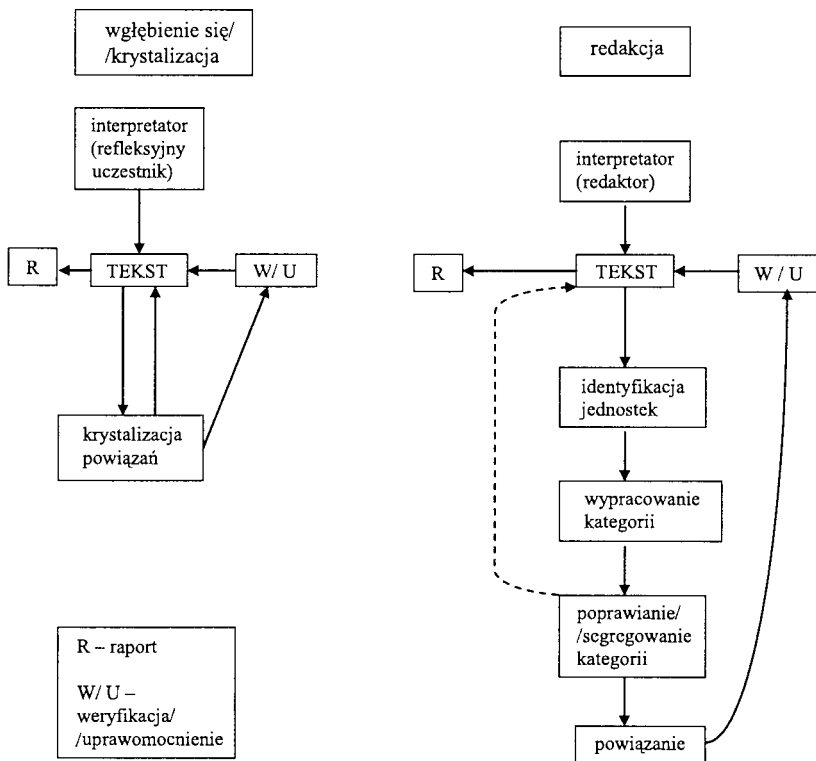 wgłębienie się/
/krystalizacja
interpretator
(refleksyjny
uczestnik)
R
TEKST
W/ U
krystalizacja
powiązań
R – raport
W/ U –
weryfikacja/
/uprawomocnienie
redakcja
interpretator
(redaktor)
R
TEKST
W / U
identyfikacja
jednostek
wypracowanie
kategorii
poprawianie/
/segregowanie
kategorii
powiązanie